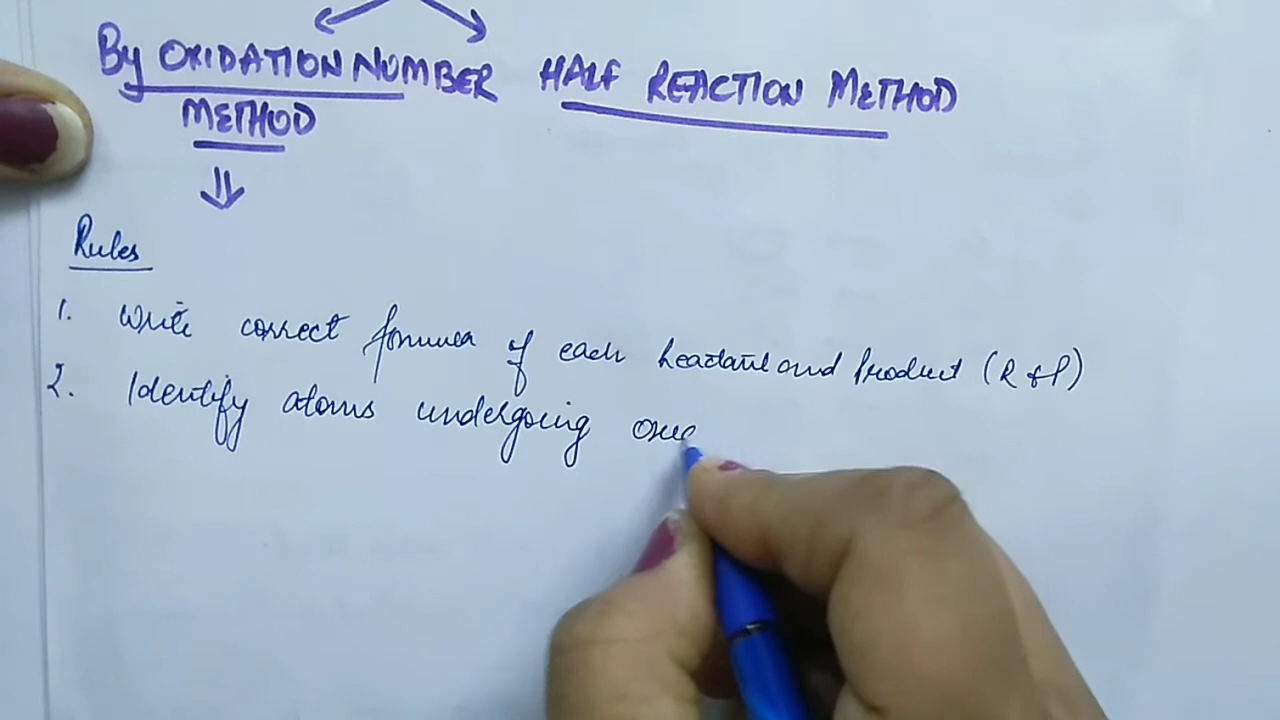 By OXIDATION NUMBER METHOD
HALF REACTION METHOD
Rules
1. Write correct formula of each Reactant and Product (R & P)
2. Identify atoms undergoing